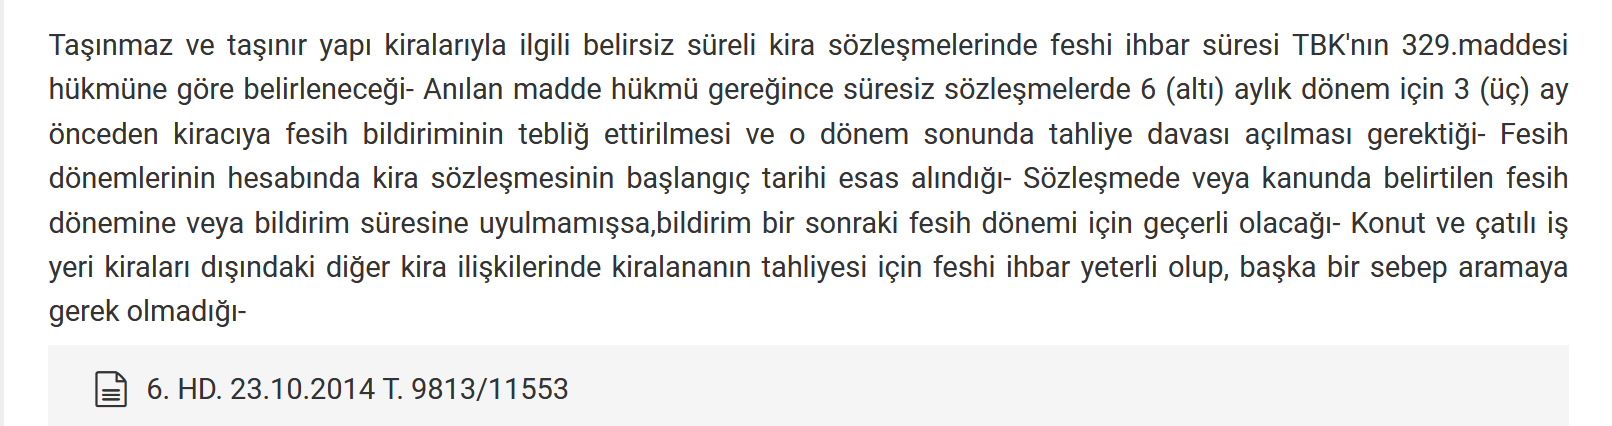 Taşınmaz ve taşınır yapı kiralarıyla ilgili belirsiz süreli kira sözleşmelerinde feshi ihbar süresi TBK'nın 329.maddesi
hükmüne göre belirleneceği- Anılan madde hükmü gereğince süresiz sözleşmelerde 6 (altı) aylık dönem için 3 (üç) ay
önceden kiracıya fesih bildiriminin tebliğ ettirilmesi ve o dönem sonunda tahliye davası açılması gerektiği- Fesih
dönemlerinin hesabında kira sözleşmesinin başlangıç tarihi esas alındığı- Sözleşmede veya kanunda belirtilen fesih
dönemine veya bildirim süresine uyulmamışsa,bildirim bir sonraki fesih dönemi için geçerli olacağı- Konut ve çatılı iş
yeri kiraları dışındaki diğer kira ilişkilerinde kiralananın tahliyesi için feshi ihbar yeterli olup, başka bir sebep aramaya
gerek olmadığı-
6. HD. 23.10.2014 T. 9813/11553